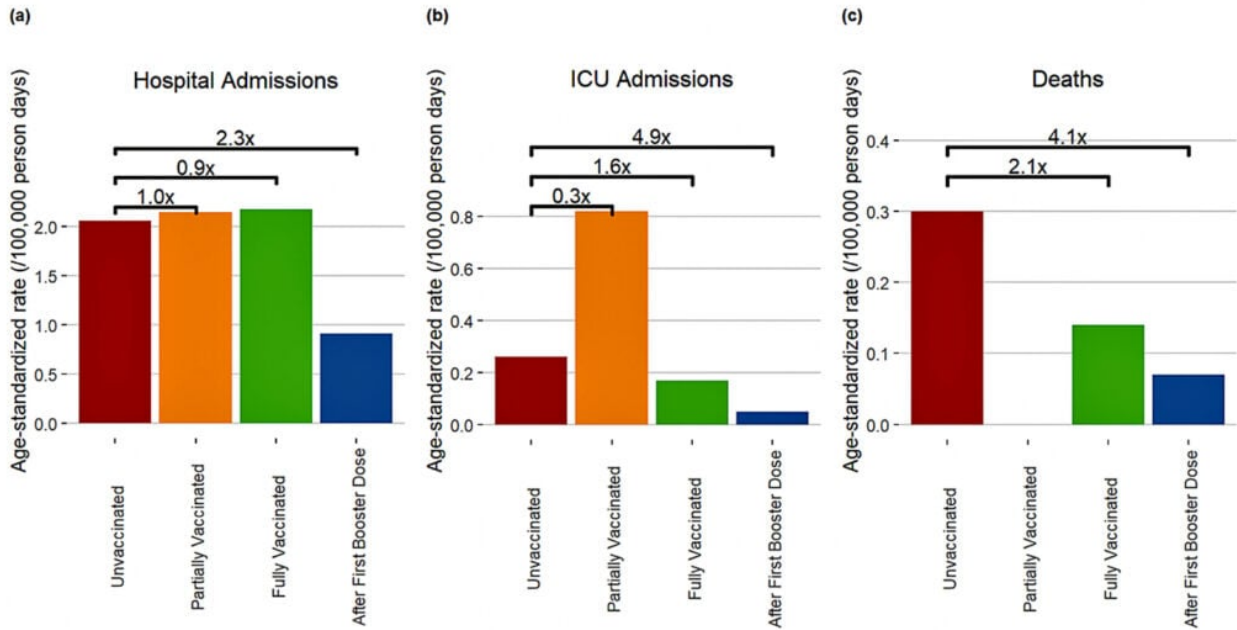 (a)
Hospital Admissions
Age-standardized rate (/100,000 person days)
2.3x
0.9x
1.0x
2.0
1.5
1.0
0.5
0.0
Unvaccinated
Partially Vaccinated
Fully Vaccinated
After First Booster Dose
(b)
ICU Admissions
Age-standardized rate (/100,000 person days)
4.9x
1.6x
0.3x
0.8
0.6
0.4
0.2
0.0
Unvaccinated
Partially Vaccinated
Fully Vaccinated
After First Booster Dose
(c)
Deaths
Age-standardized rate (/100,000 person days)
4.1x
2.1x
0.4
0.3
0.2
0.1
0.0
Unvaccinated
Partially Vaccinated
Fully Vaccinated
After First Booster Dose